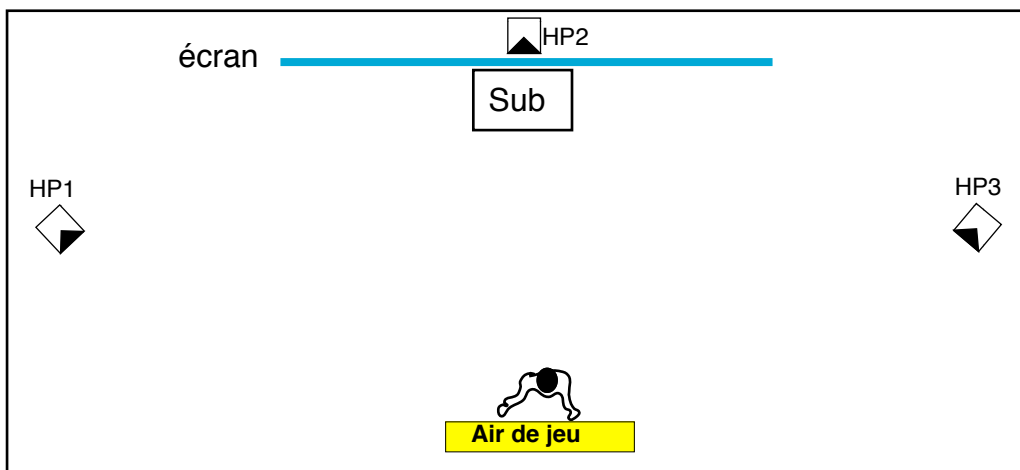 HP2
écran
Sub
HP1
HP3
Air de jeu